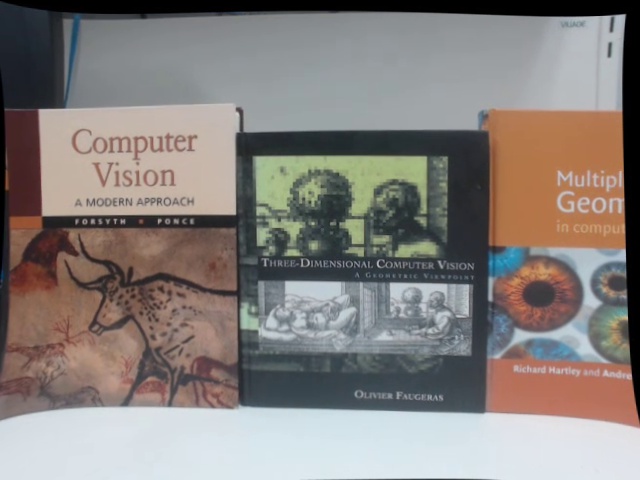 Computer
Vision
A MODERN APPROACH
FORSYTH ▪ PONCE
THREE-DIMENSIONAL COMPUTER VISION
A GEOMETRIC VIEWPOINT
OLIVIER FAUGERAS
Multipl
Geom
in comput
Richard Hartley and Andre